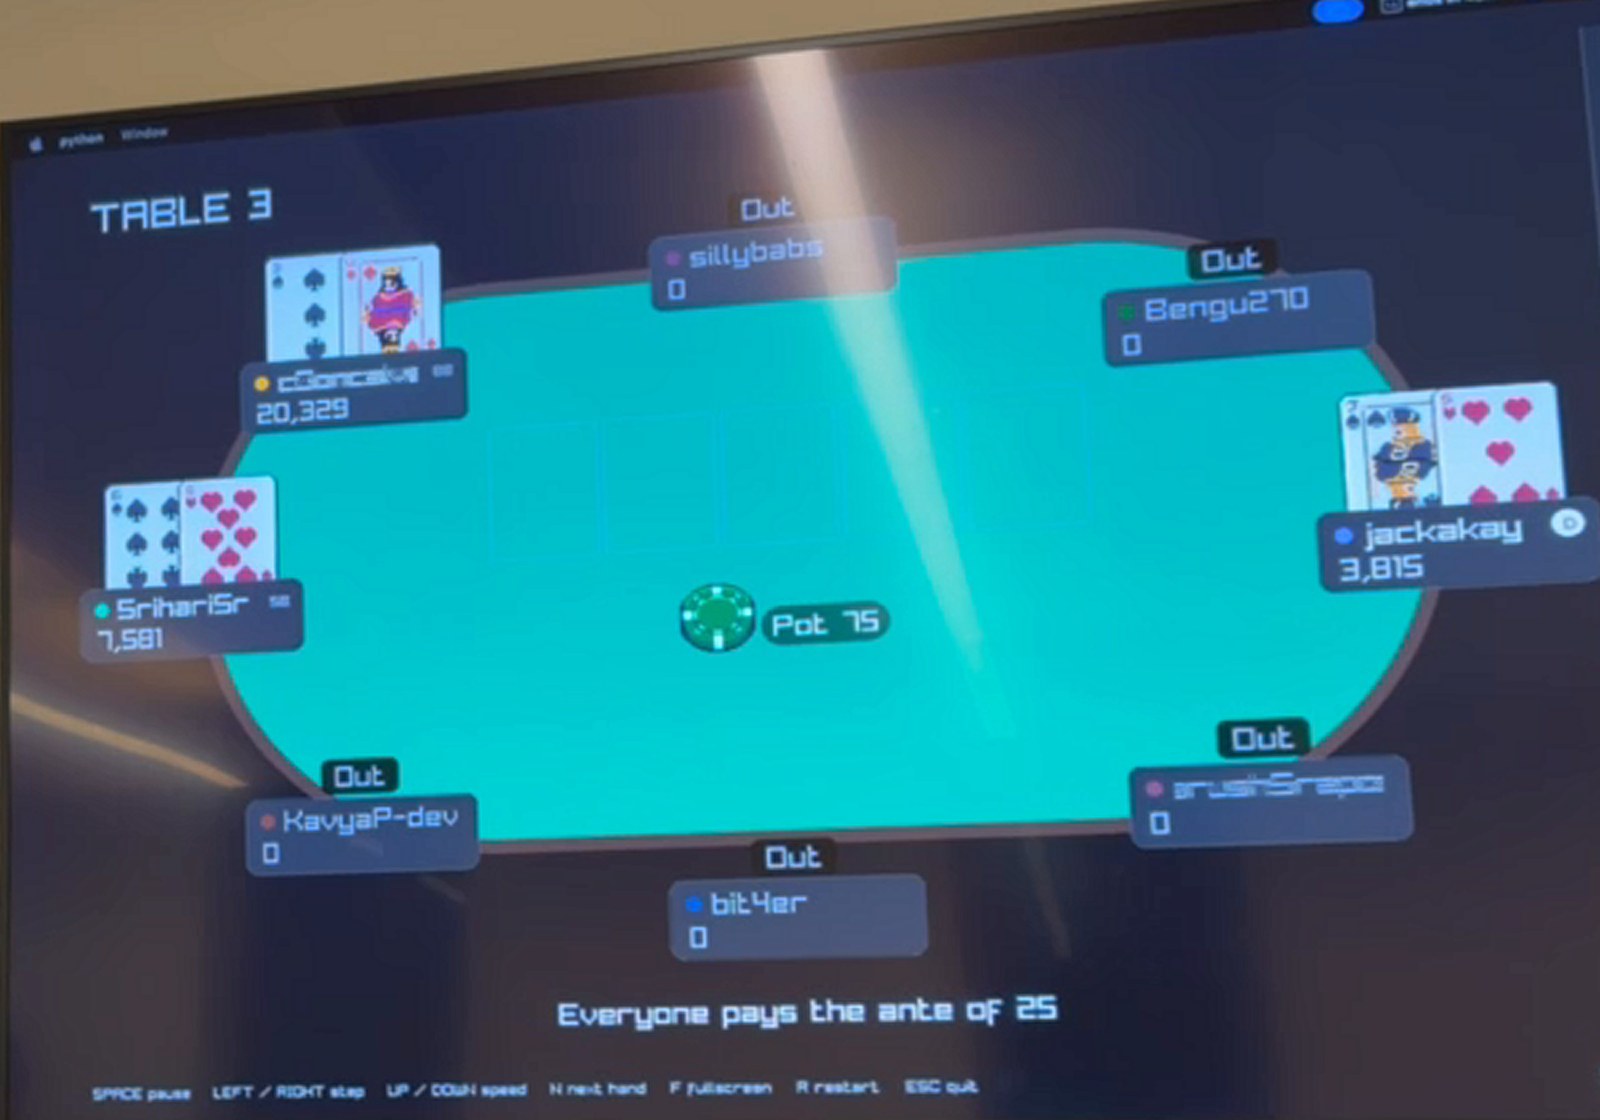 python Window
TABLE 3
Out
sillybabs
0
Out
Bengu270
0
20,329
jackakay D
3,815
SrihariSr SB
7,581
Pot 75
Out
KavyaP-dev
0
Out
bit4er
0
Out
0
Everyone pays the ante of 25
SPACE pause LEFT / RIGHT step UP / DOWN speed N next hand F fullscreen R restart ESC quit